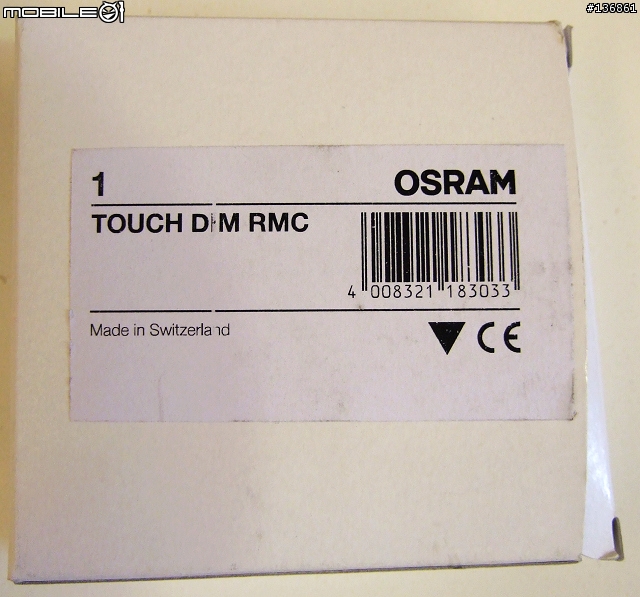 MOBILE01
#136861
1 OSRAM
TOUCH DIM RMC
4 008321 183033
Made in Switzerland CE